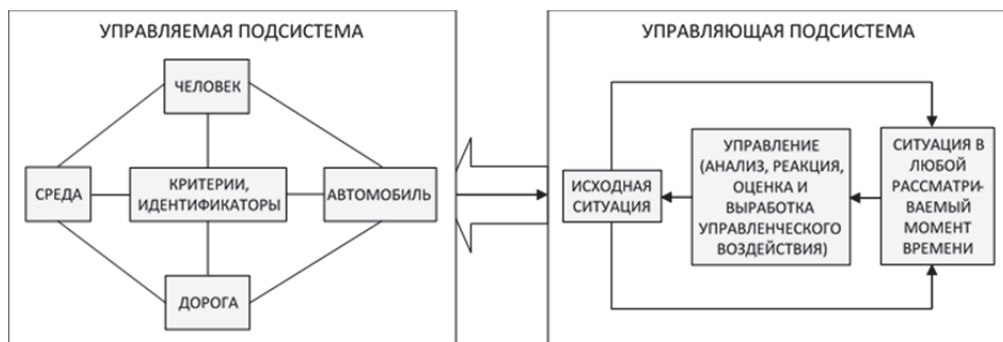 УПРАВЛЯЕМАЯ ПОДСИСТЕМА
ЧЕЛОВЕК
СРЕДА
КРИТЕРИИ,
ИДЕНТИФИКАТОРЫ
АВТОМОБИЛЬ
ДОРОГА
УПРАВЛЯЮЩАЯ ПОДСИСТЕМА
ИСХОДНАЯ
СИТУАЦИЯ
УПРАВЛЕНИЕ
(АНАЛИЗ, РЕАКЦИЯ,
ОЦЕНКА И
ВЫРАБОТКА
УПРАВЛЕНЧЕСКОГО
ВОЗДЕЙСТВИЯ)
СИТУАЦИЯ В
ЛЮБОЙ
РАССМАТРИ-
ВАЕМЫЙ
МОМЕНТ
ВРЕМЕНИ